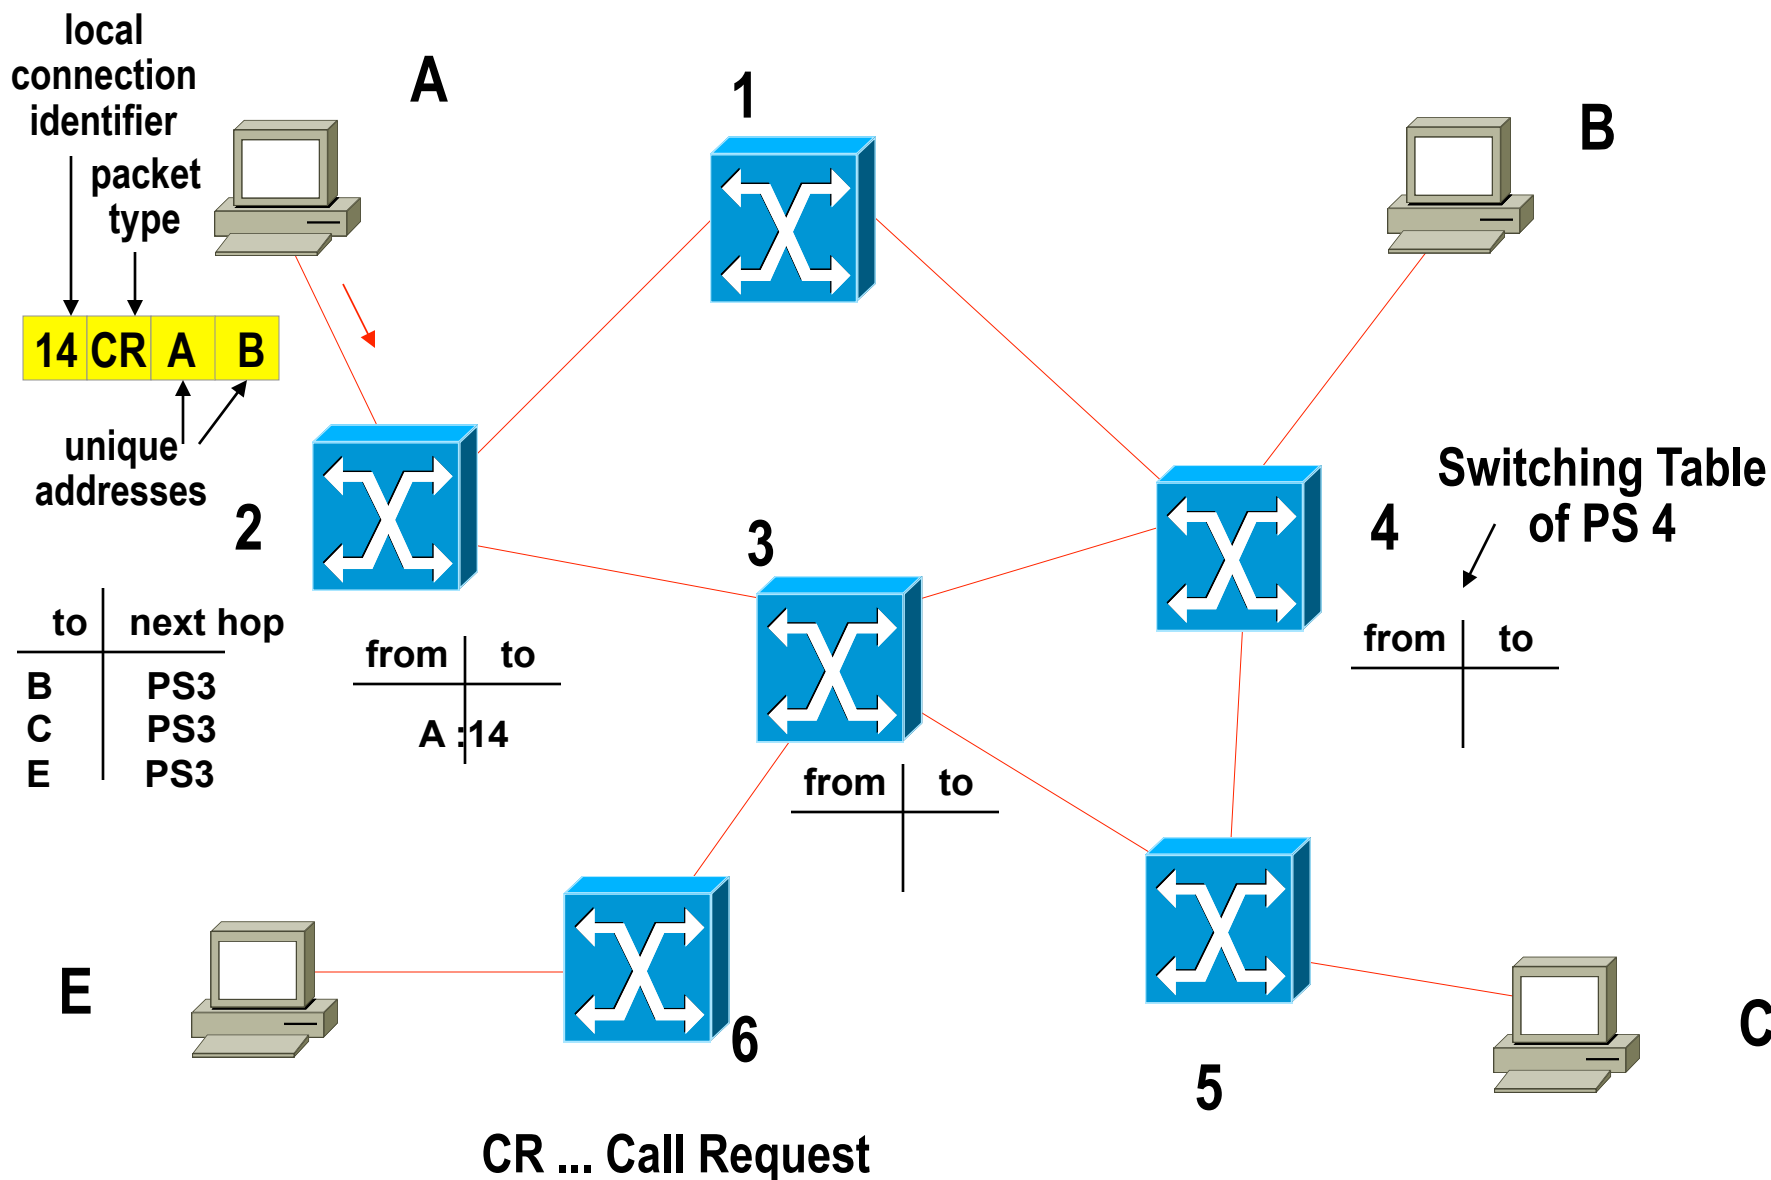 local
connection
identifier
packet
type
14 CR A B
unique
addresses
A
1
B
2
3
4
Switching Table
of PS 4
to next hop
B PS3
C PS3
E PS3
from to
A :14
from to
from to
E
6
5
C
CR ... Call Request